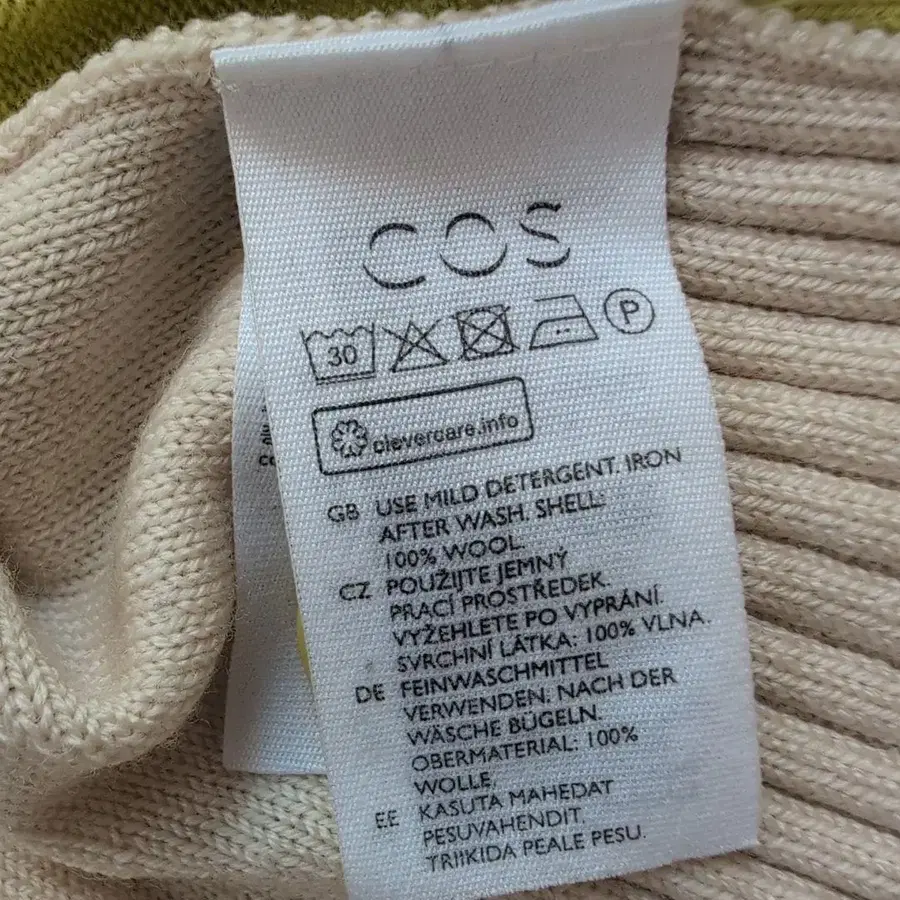 COS
30
P
clevercare.info
GB USE MILD DETERGENT. IRON
AFTER WASH. SHELL:
100% WOOL.
CZ POUŽIJTE JEMNÝ
PRACÍ PROSTŘEDEK.
VYŽEHLETE PO VYPRÁNÍ.
SVRCHNÍ LÁTKA: 100% VLNA.
DE FEINWASCHMITTEL
VERWENDEN. NACH DER
WÄSCHE BÜGELN.
OBERMATERIAL: 100%
WOLLE.
EE KASUTA MAHEDAT
PESUVAHENDIT.
TRIIKIDA PEALE PESU.